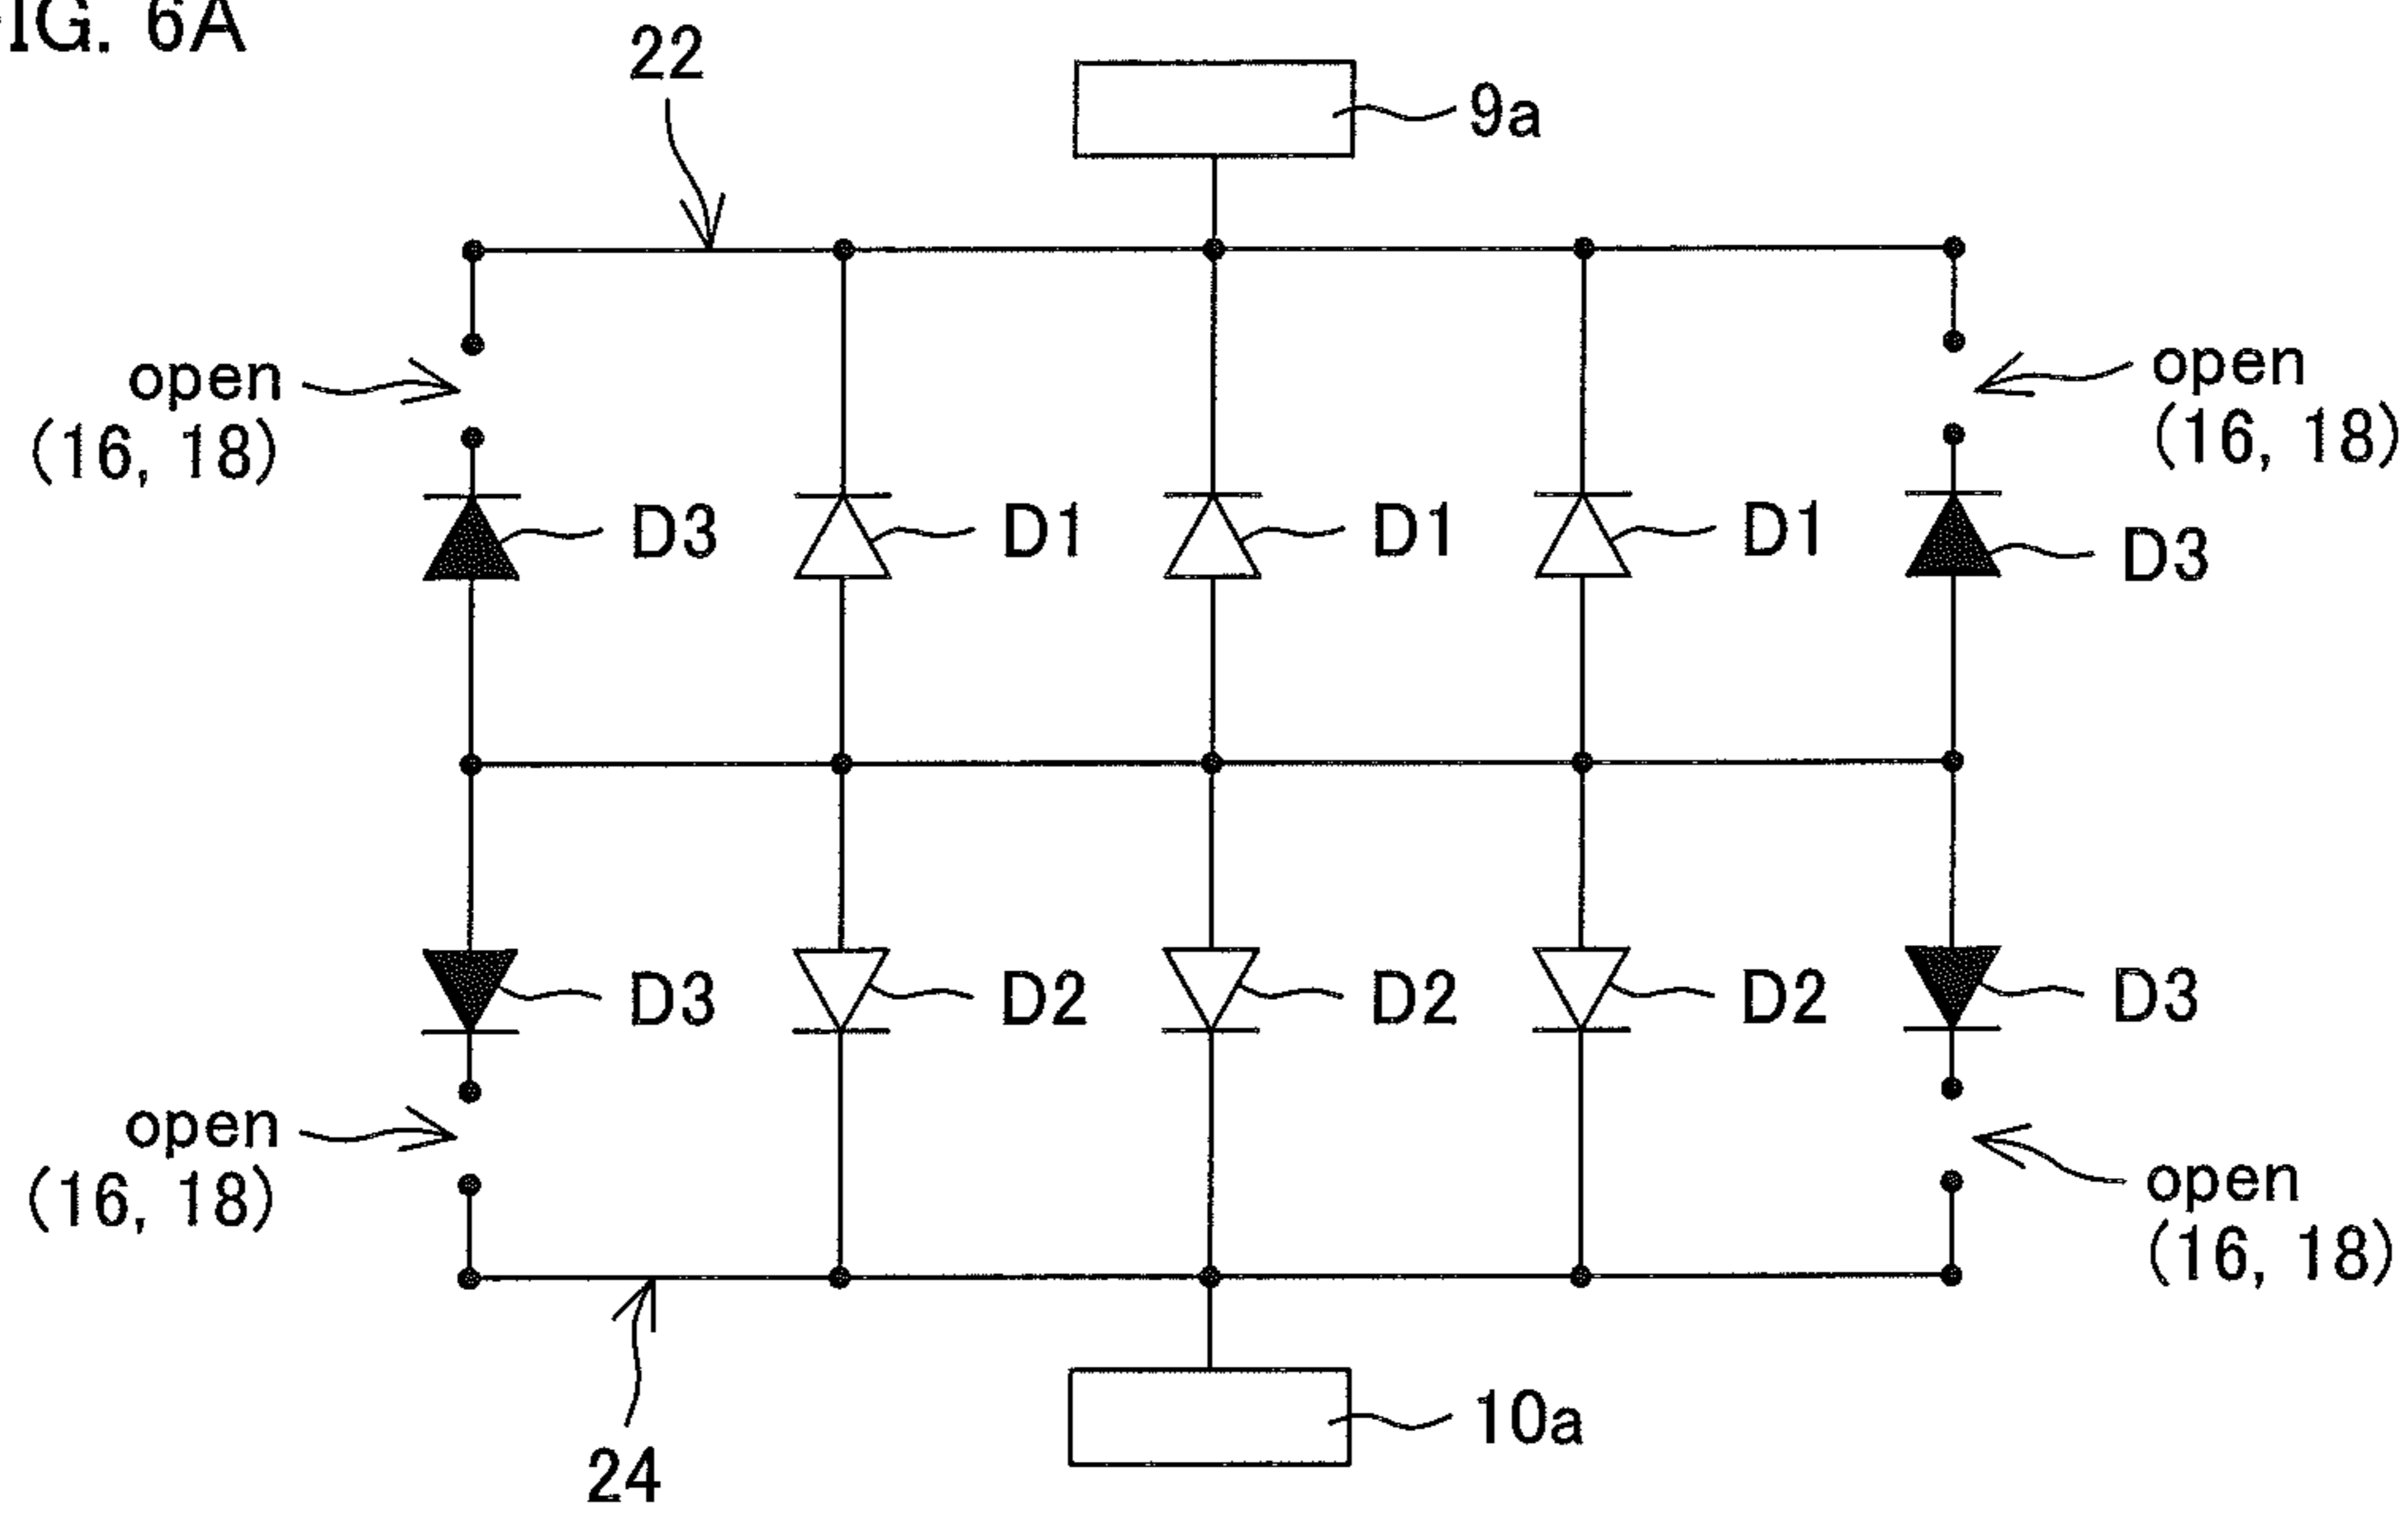 IG. 6A
22
9a
open
(16, 18)
open
(16, 18)
D3
D1
D1
D1
D3
D3
D2
D2
D2
D3
open
(16, 18)
open
(16, 18)
10a
24